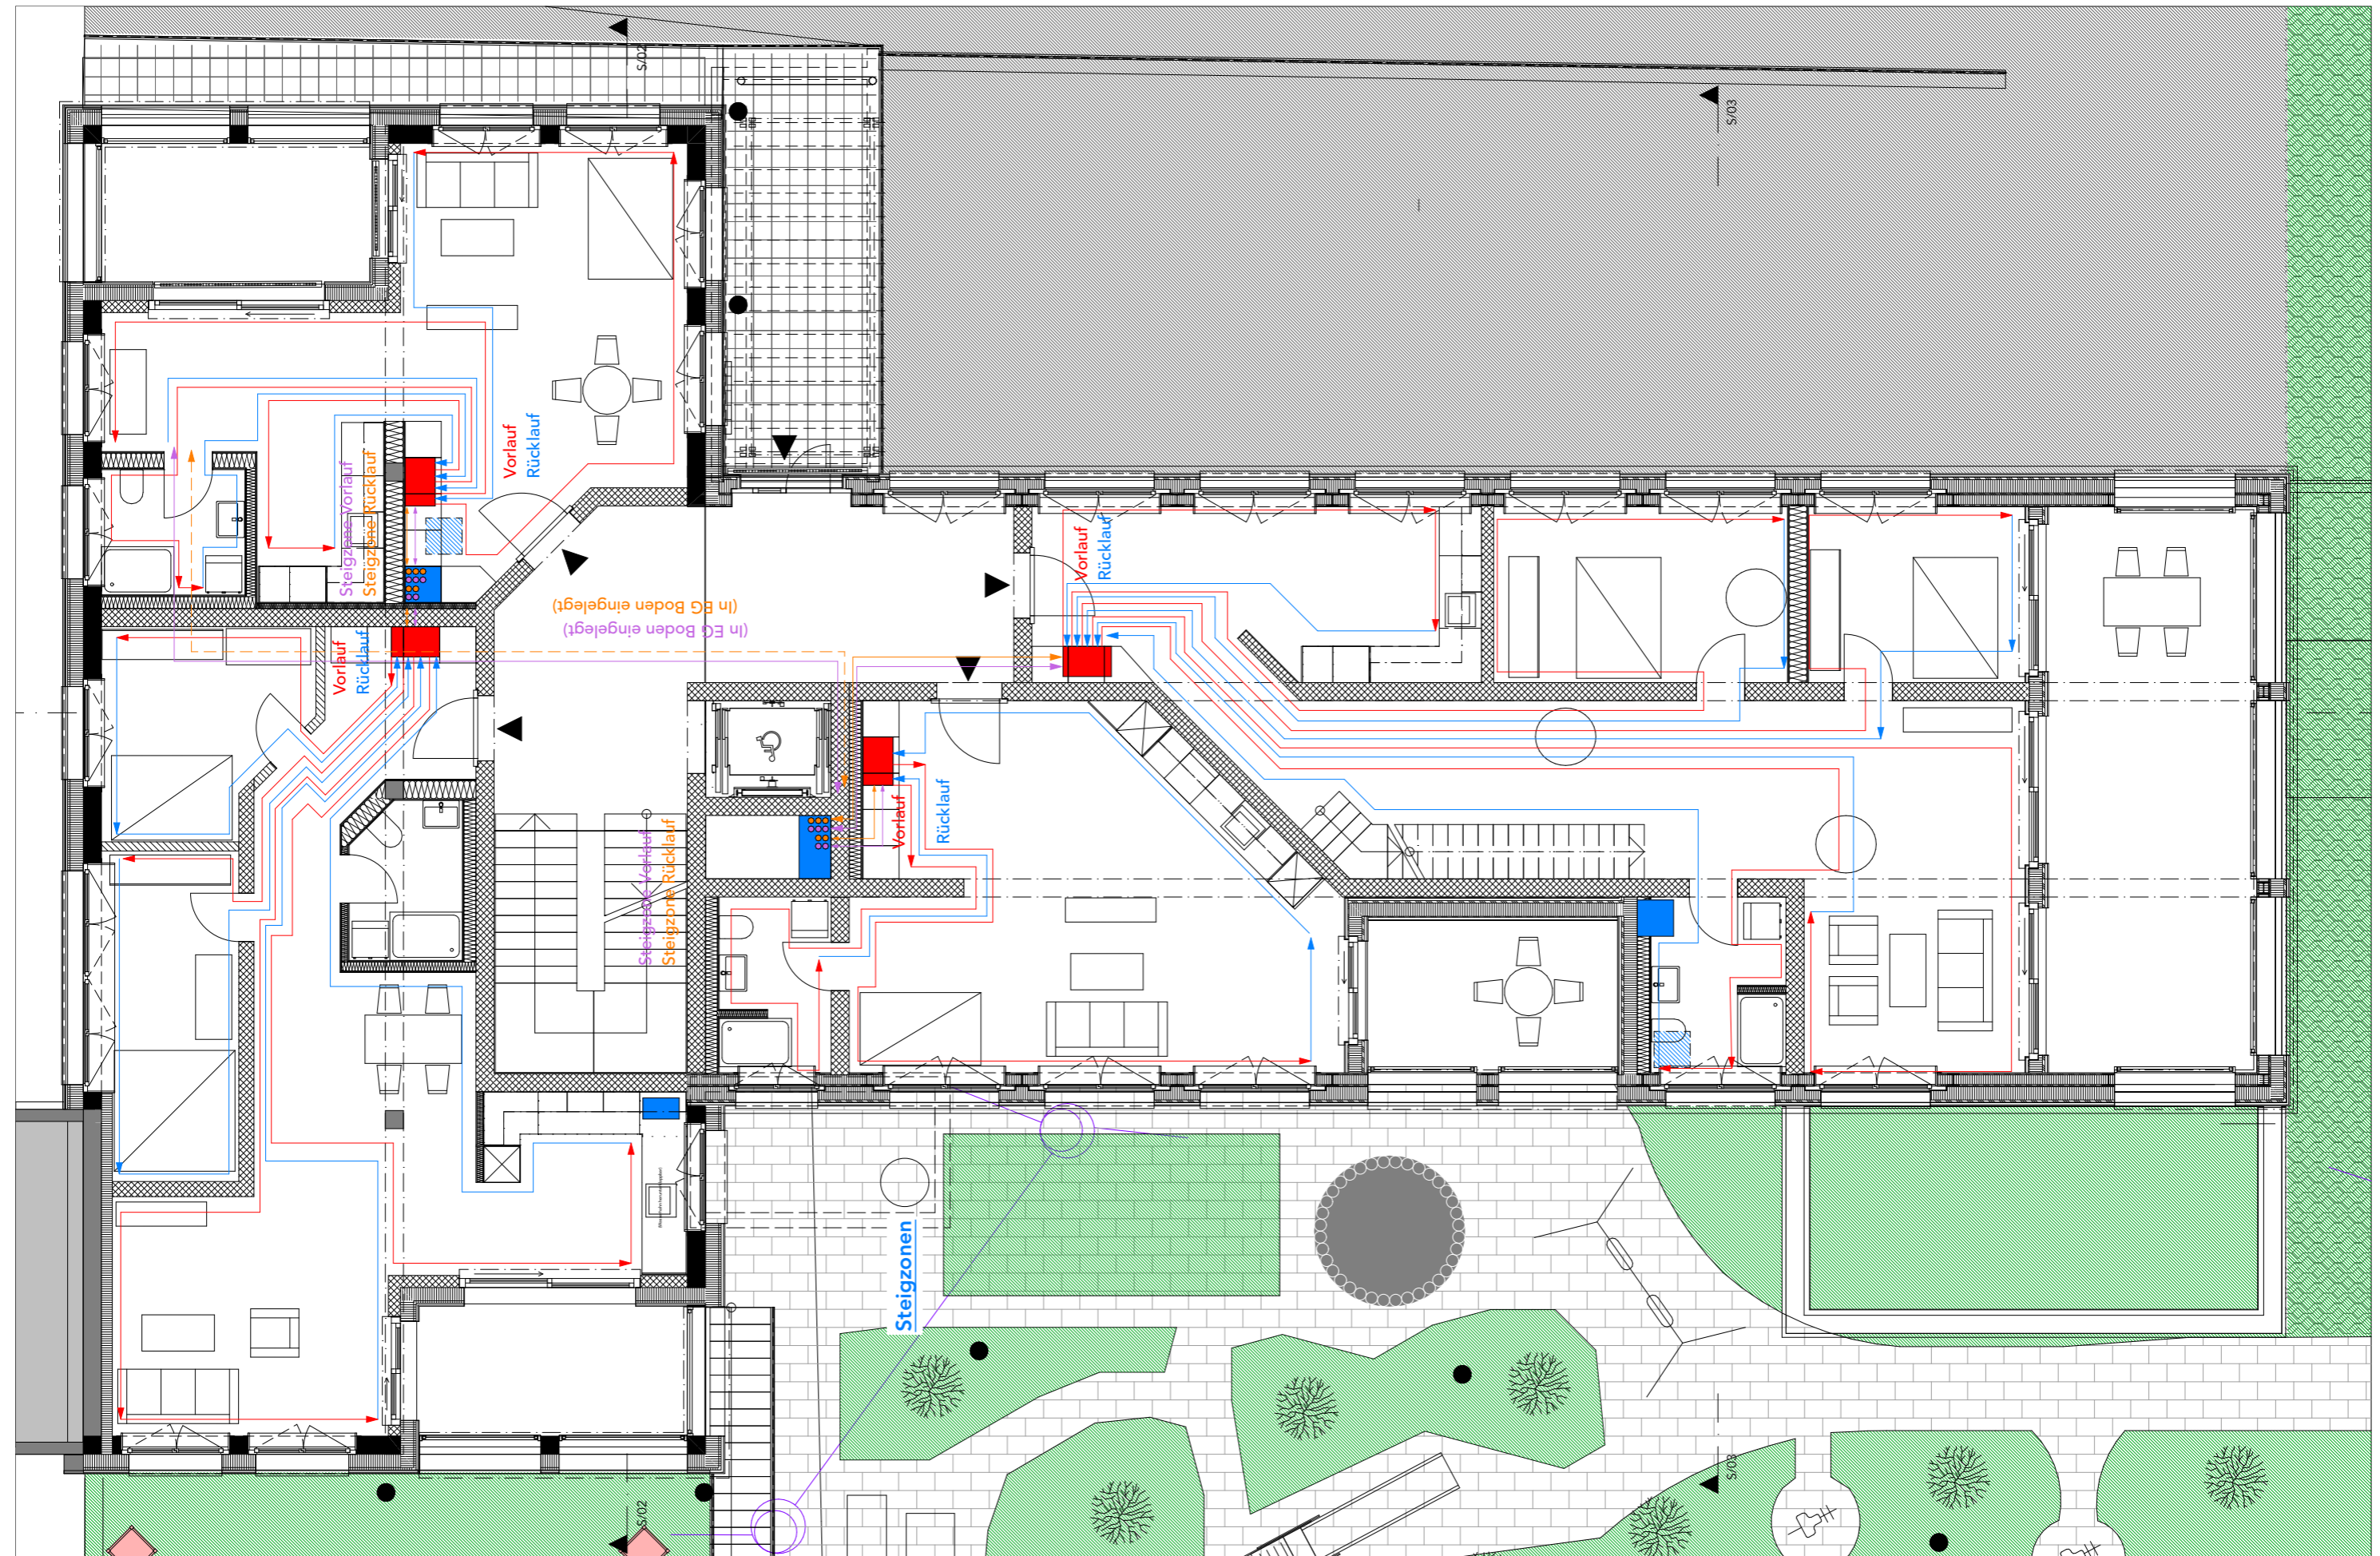 S/02
S/03
Vorlauf
Rücklauf
Steigzone Vorlauf
Steigzone Rücklauf
Vorlauf
Rücklauf
(In EG Boden eingelegt)
(In EG Boden eingelegt)
Vorlauf
Rücklauf
Steigzone Vorlauf
Steigzone Rücklauf
Vorlauf
Rücklauf
Steigzonen
S/02
S/03